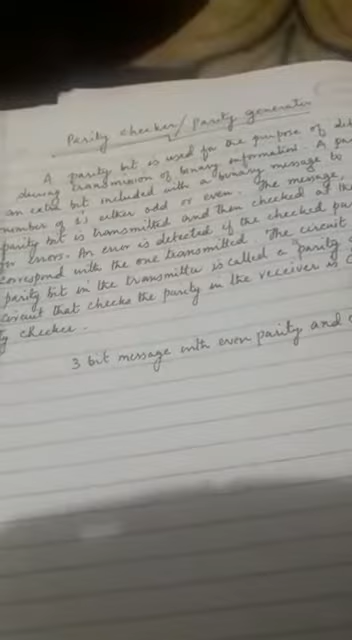 Parity checker/ Parity generator
A parity bit is used for the purpose of
during transmission of binary information. A
an extra bit included with a binary message to
number of 1s either odd or even. The message,
parity bit is transmitted and then checked at the
for errors. An error is detected if the checked
correspond with the one transmitted. The circuit
parity bit in the transmitter is called a "parity
circuit that checks the parity in the receiver is
checker.
3 bit message with even parity and